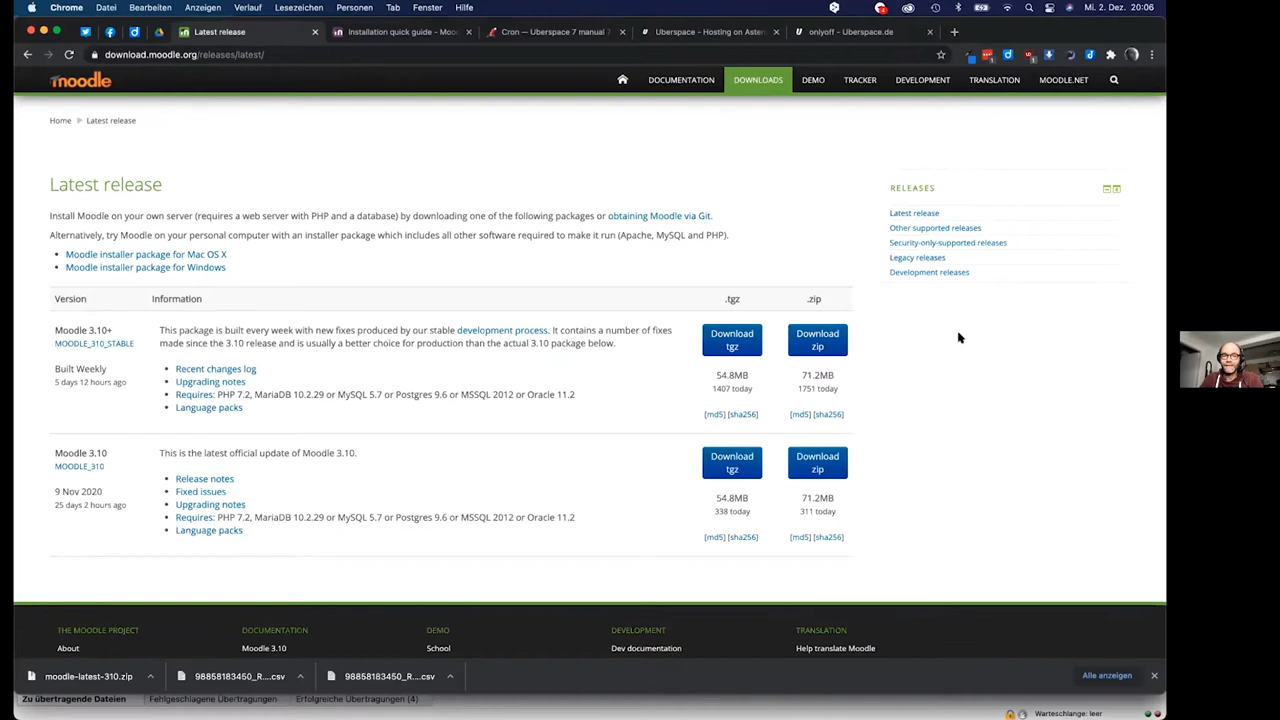 Chrome Datei Bearbeiten Anzeigen Verlauf Lesezeichen Personen Tab Fenster Hilfe Mi. 2. Dez. 20:06
Latest release Installation quick guide - Moo Cron — Uberspace 7 manual 7 Uberspace - Hosting on Aster onlyoff - Uberspace.de
download.moodle.org/releases/latest/
moodle DOCUMENTATION DOWNLOADS DEMO TRACKER DEVELOPMENT TRANSLATION MOODLE.NET
Home Latest release
Latest release
Install Moodle on your own server (requires a web server with PHP and a database) by downloading one of the following packages or obtaining Moodle via Git.
Alternatively, try Moodle on your personal computer with an installer package which includes all other software required to make it run (Apache, MySQL and PHP).
• Moodle installer package for Mac OS X
• Moodle installer package for Windows
RELEASES
Latest release
Other supported releases
Security-only-supported releases
Legacy releases
Development releases
Version Information .tgz .zip
Moodle 3.10+
MOODLE_310_STABLE
Built Weekly
5 days 12 hours ago
This package is built every week with new fixes produced by our stable development process. It contains a number of fixes
made since the 3.10 release and is usually a better choice for production than the actual 3.10 package below.
• Recent changes log
• Upgrading notes
• Requires: PHP 7.2, MariaDB 10.2.29 or MySQL 5.7 or Postgres 9.6 or MSSQL 2012 or Oracle 11.2
• Language packs
Download
tgz
54.8MB
1407 today
[md5] [sha256]
Download
zip
71.2MB
1751 today
[md5] [sha256]
Moodle 3.10
MOODLE_310
9 Nov 2020
25 days 2 hours ago
This is the latest official update of Moodle 3.10.
• Release notes
• Fixed issues
• Upgrading notes
• Requires: PHP 7.2, MariaDB 10.2.29 or MySQL 5.7 or Postgres 9.6 or MSSQL 2012 or Oracle 11.2
• Language packs
Download
tgz
54.8MB
338 today
[md5] [sha256]
Download
zip
71.2MB
311 today
[md5] [sha256]
THE MOODLE PROJECT DOCUMENTATION DEMO DEVELOPMENT TRANSLATION
About Moodle 3.10 School Dev documentation Help translate Moodle
moodle-latest-310.zip 98858183450_R....csv 98858183450_R....csv Alle anzeigen
Zu übertragende Dateien Fehlgeschlagene Übertragungen Erfolgreiche Übertragungen (4)
Warteschlange: leer